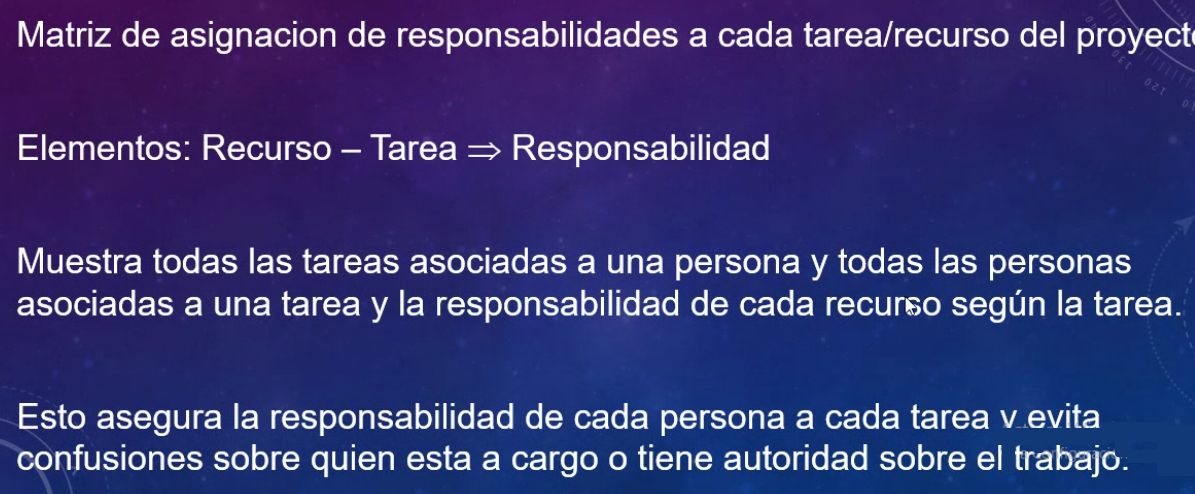 Matriz de asignacion de responsabilidades a cada tarea/recurso del proyect
Elementos: Recurso – Tarea ⇒ Responsabilidad
Muestra todas las tareas asociadas a una persona y todas las personas
asociadas a una tarea y la responsabilidad de cada recurso según la tarea.
Esto asegura la responsabilidad de cada persona a cada tarea y evita
confusiones sobre quien esta a cargo o tiene autoridad sobre el trabajo.
120